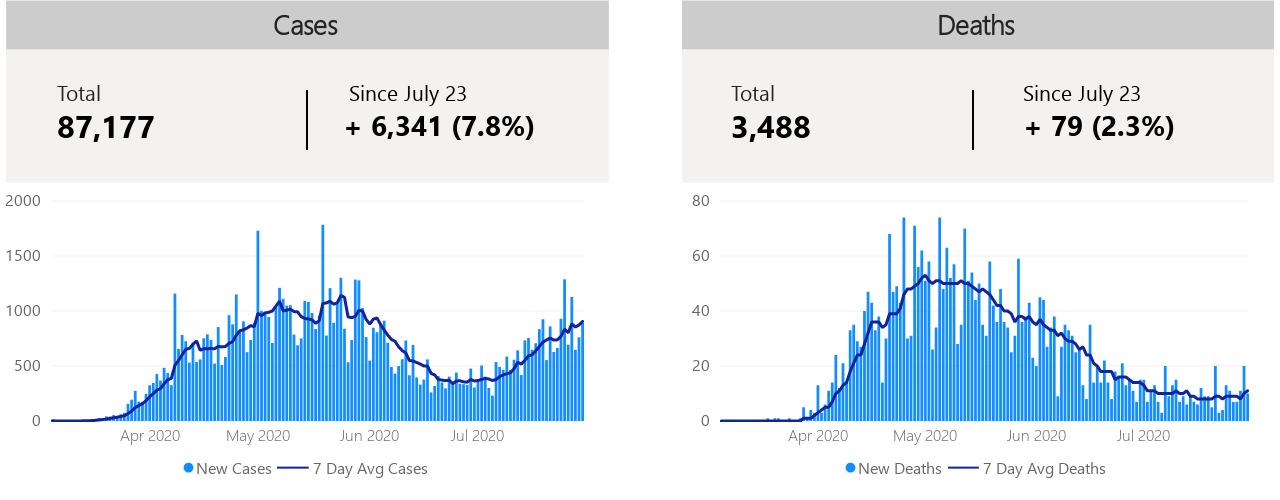 Cases
Total
Since July 23
87,177
+ 6,341 (7.8%)
2000
1500
1000
500
0
Apr 2020 May 2020 Jun 2020 Jul 2020
New Cases 7 Day Avg Cases
Deaths
Total
Since July 23
3,488
+ 79 (2.3%)
80
60
40
20
0
Apr 2020 May 2020 Jun 2020 Jul 2020
New Deaths 7 Day Avg Deaths